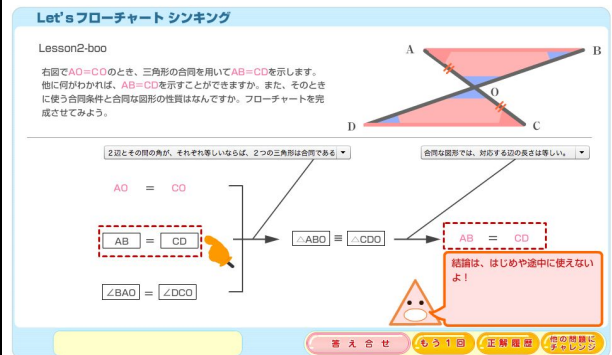 Let'sフローチャート シンキング
Lesson2-boo
右図でAO=COのとき、三角形の合同を用いてAB=CDを示します。
他に何がわかれば、AB=CDを示すことができますか。また、そのとき
に使う合同条件と合同な図形の性質はなんですか。フローチャートを完
成させてみよう。
A
B
O
D
C
2辺とその間の角が、それぞれ等しいならば、2つの三角形は合同である
合同な図形では、対応する辺の長さは等しい。
AO = CO
AB = CD
△ABO ≡ △CDO
AB = CD
∠BAO = ∠DCO
結論は、はじめや途中に使えない
よ！
答え合せ
もう1回
正解履歴
他の問題に
チャレンジ